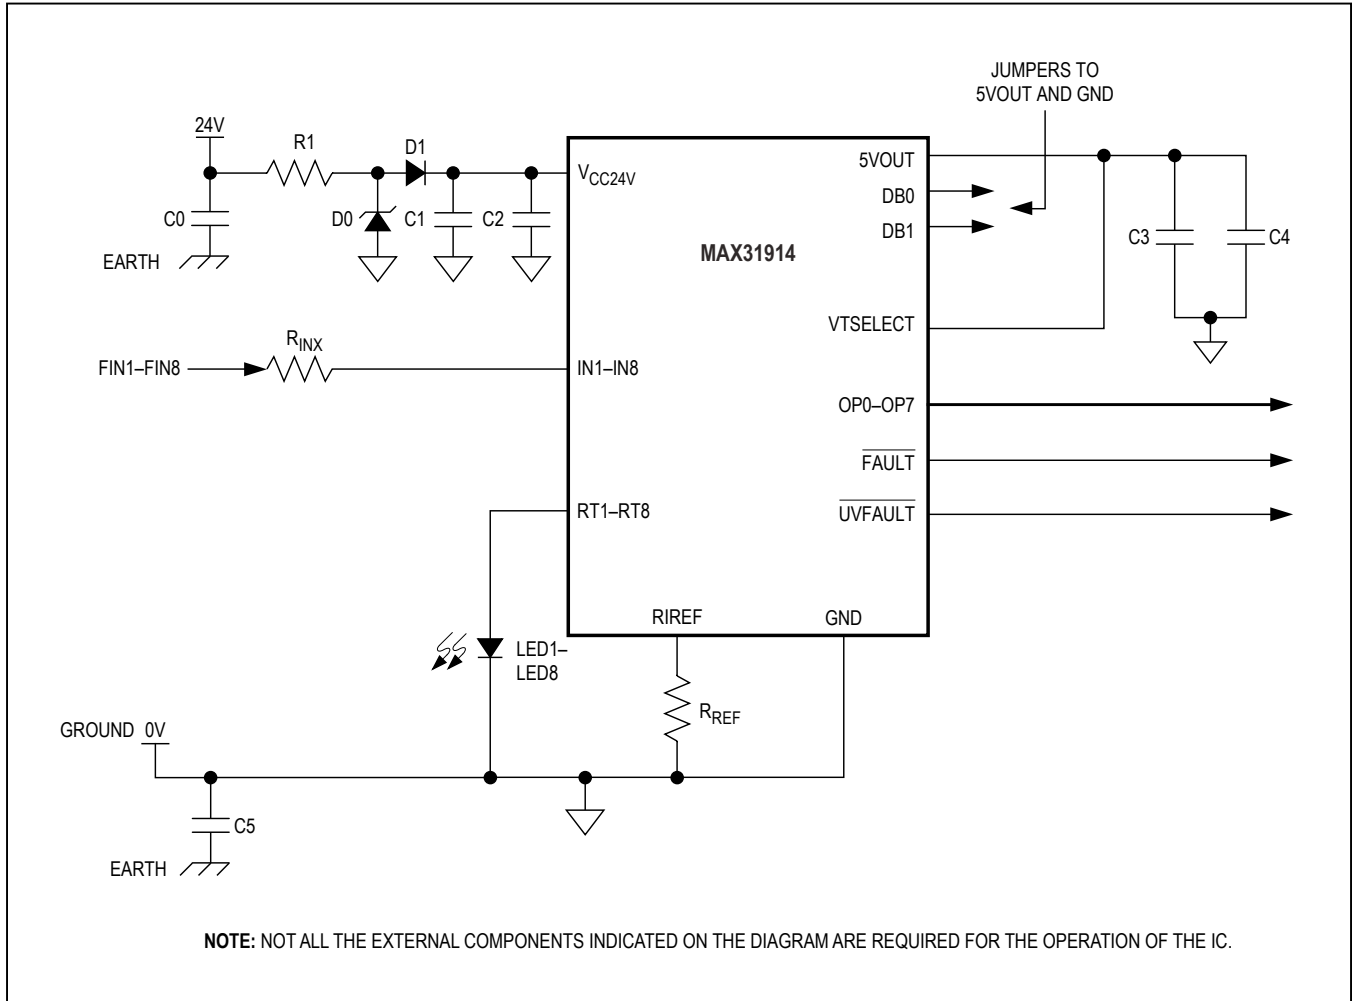 JUMPERS TO
5VOUT AND GND
24V
R1
D1
C0
D0
C1
C2
EARTH
VCC24V
5VOUT
DB0
DB1
MAX31914
C3
C4
VTSELECT
RINX
FIN1–FIN8
IN1–IN8
OP0–OP7
FAULT
RT1–RT8
UVFAULT
RIREF
GND
LED1–
LED8
RREF
GROUND 0V
C5
EARTH
NOTE: NOT ALL THE EXTERNAL COMPONENTS INDICATED ON THE DIAGRAM ARE REQUIRED FOR THE OPERATION OF THE IC.